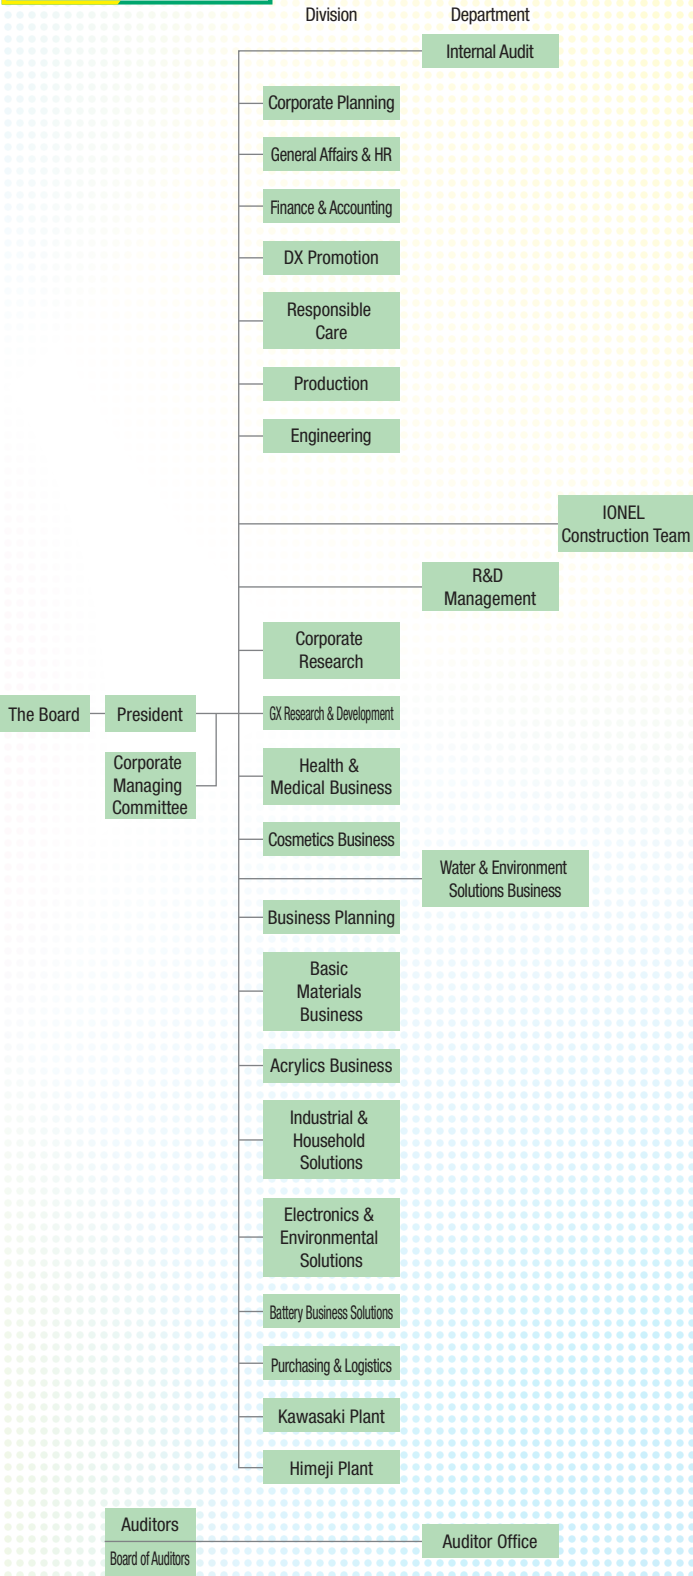 Division
Department
Internal Audit
Corporate Planning
General Affairs & HR
Finance & Accounting
DX Promotion
Responsible
Care
Production
Engineering
IONEL
Construction Team
R&D
Management
Corporate
Research
The Board
President
GX Research & Development
Corporate
Managing
Committee
Health &
Medical Business
Cosmetics Business
Water & Environment
Solutions Business
Business Planning
Basic
Materials
Business
Acrylics Business
Industrial &
Household
Solutions
Electronics &
Environmental
Solutions
Battery Business Solutions
Purchasing & Logistics
Kawasaki Plant
Himeji Plant
Auditors
Board of Auditors
Auditor Office